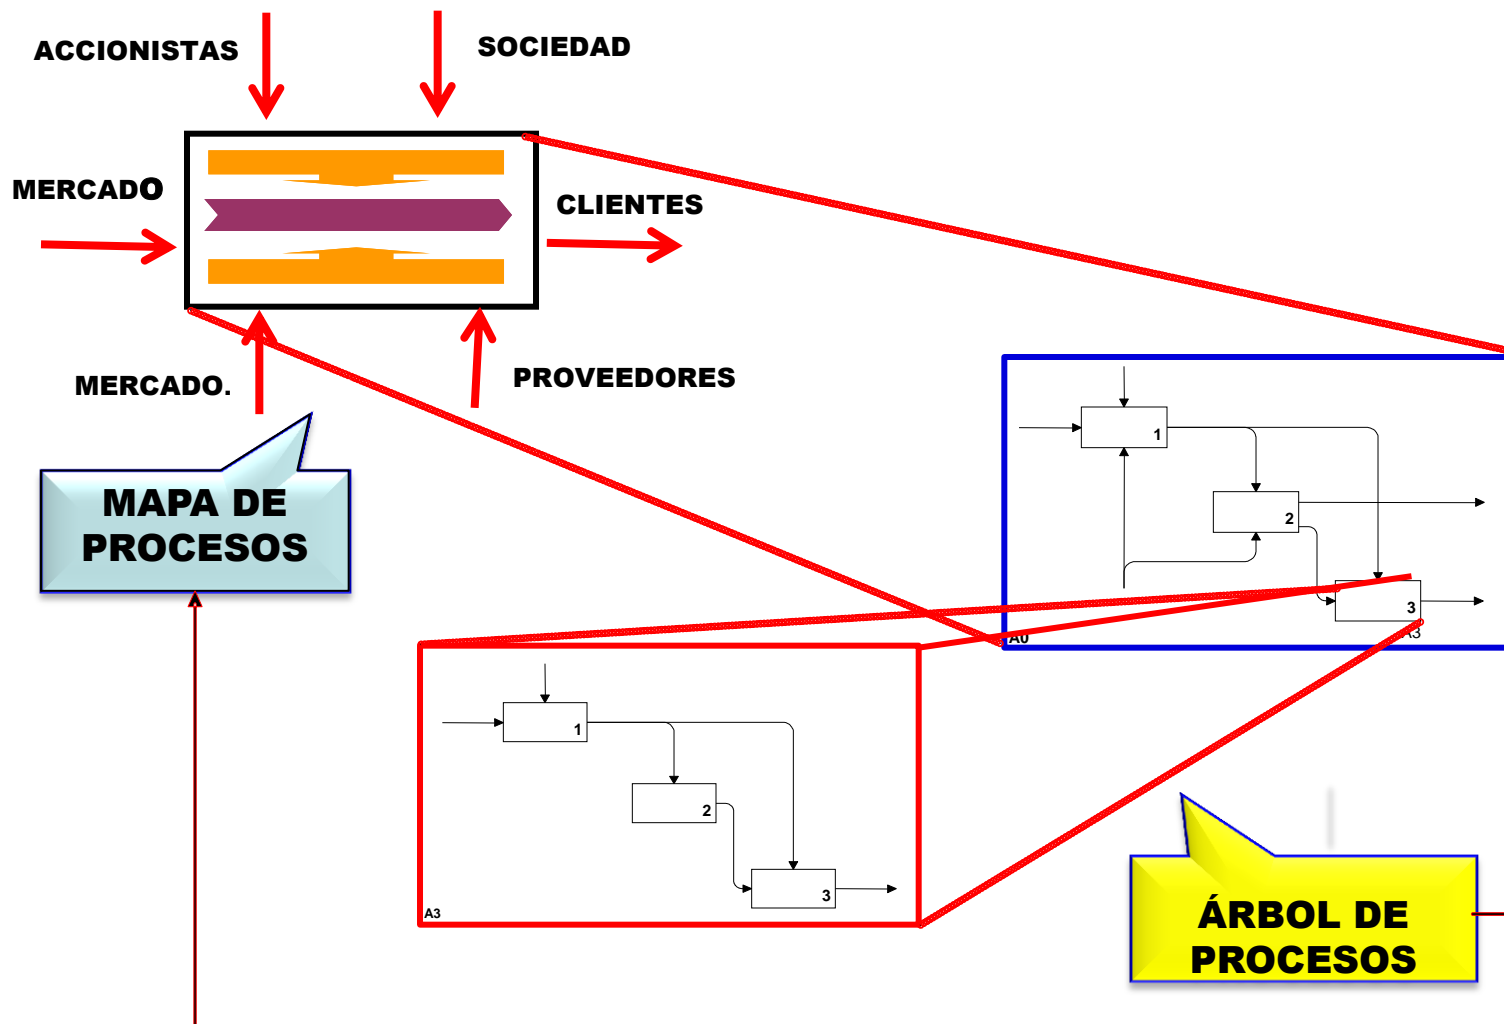 ACCIONISTAS
SOCIEDAD
MERCADO
CLIENTES
MERCADO.
PROVEEDORES
MAPA DE
PROCESOS
1
2
3
A3
A0
1
2
3
A3
ÁRBOL DE
PROCESOS